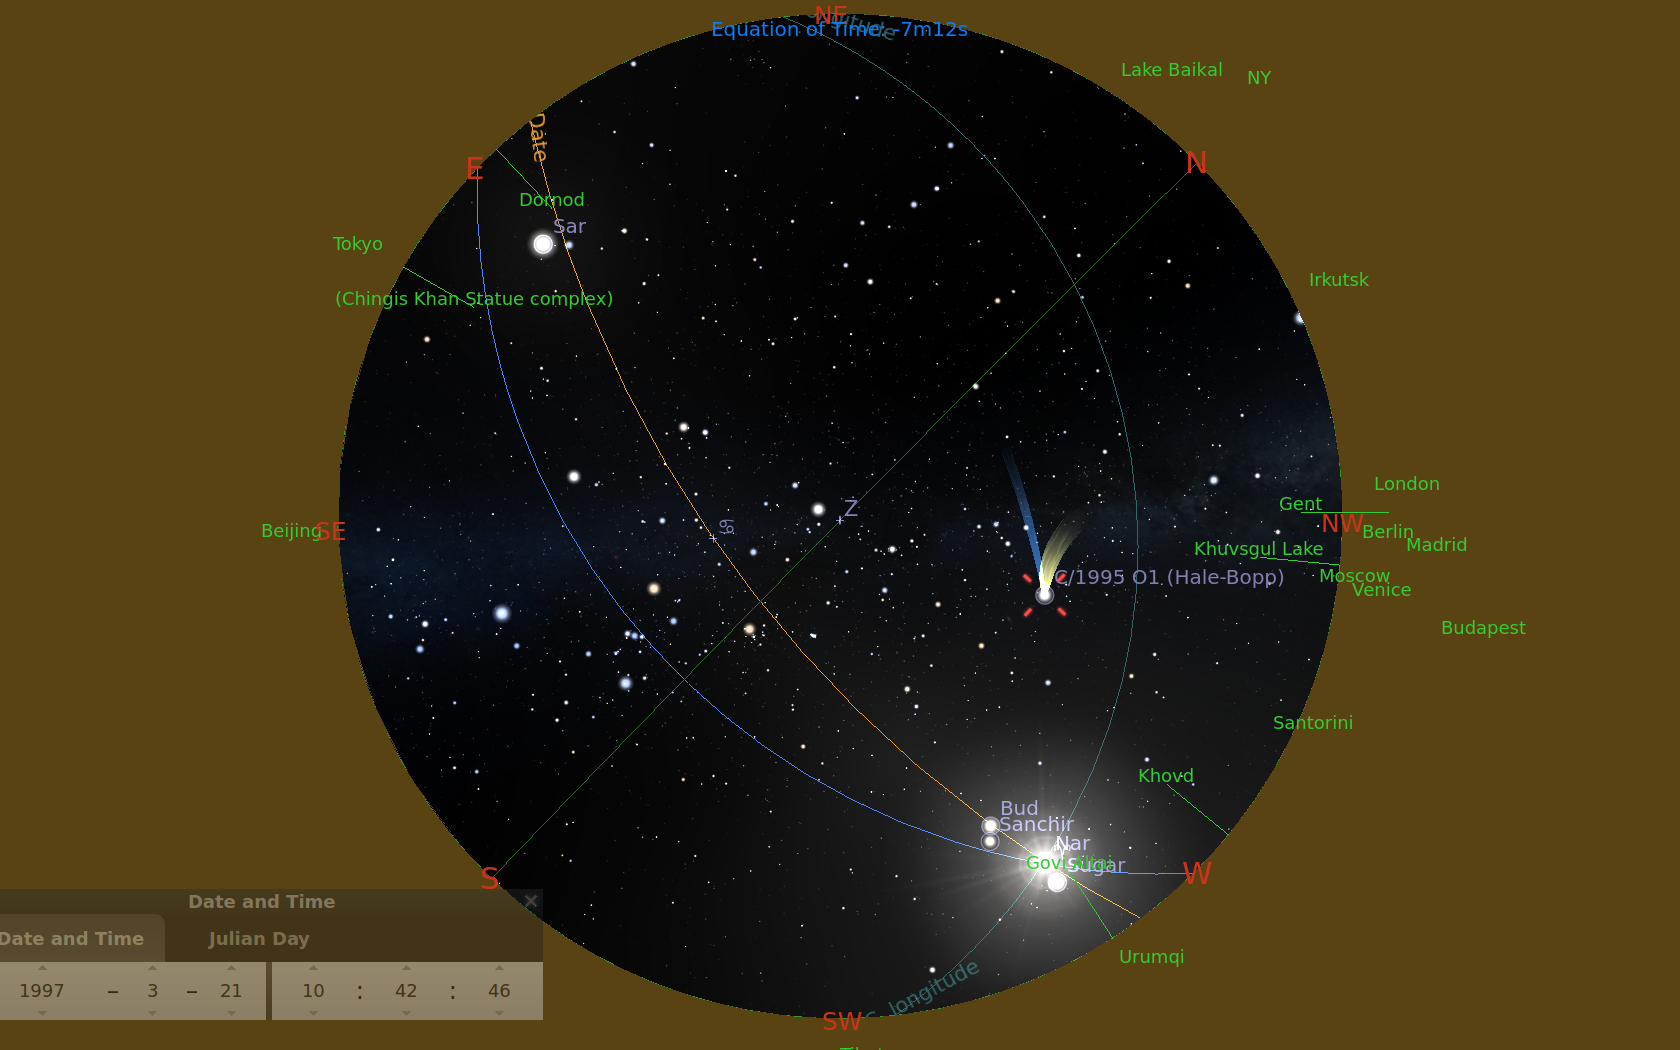 NE
Equation of Time: -7m12s
Lake Baikal
NY
Date
E
N
Dornod
Sar
Tokyo
Irkutsk
(Chingis Khan Statue complex)
London
Gent
Z
NW
Beijing
SE
Berlin
Madrid
Khuvsgul Lake
C/1995 O1 (Hale-Bopp)
Moscow
Venice
Budapest
Santorini
Khovd
Bud
Sanchir
Nar
Govi-Altai
Sugar
W
S
Date and Time
Date and Time
Julian Day
1997 – 3 – 21
10 : 42 : 46
Urumqi
longitude
SW